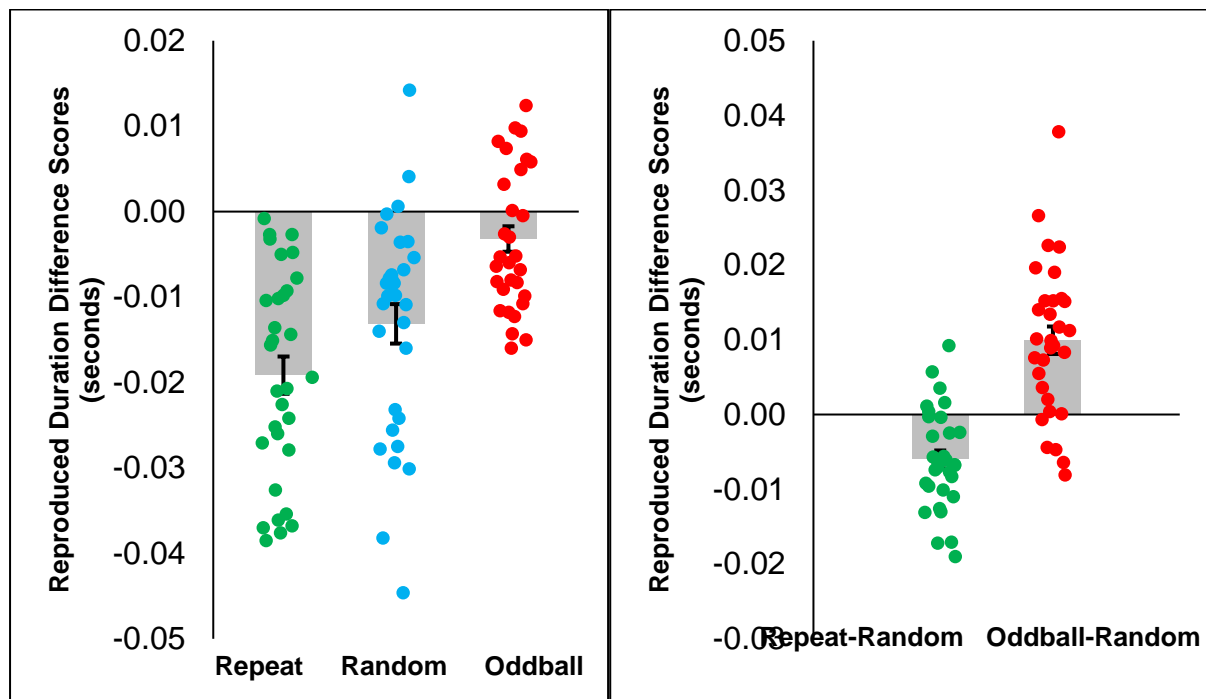 Reproduced Duration Difference Scores
(seconds)
0.02
0.01
0.00
-0.01
-0.02
-0.03
-0.04
-0.05
Repeat Random Oddball
Reproduced Duration Difference Scores
(seconds)
0.05
0.04
0.03
0.02
0.01
0.00
-0.01
-0.02
-0.03
Repeat-Random Oddball-Random